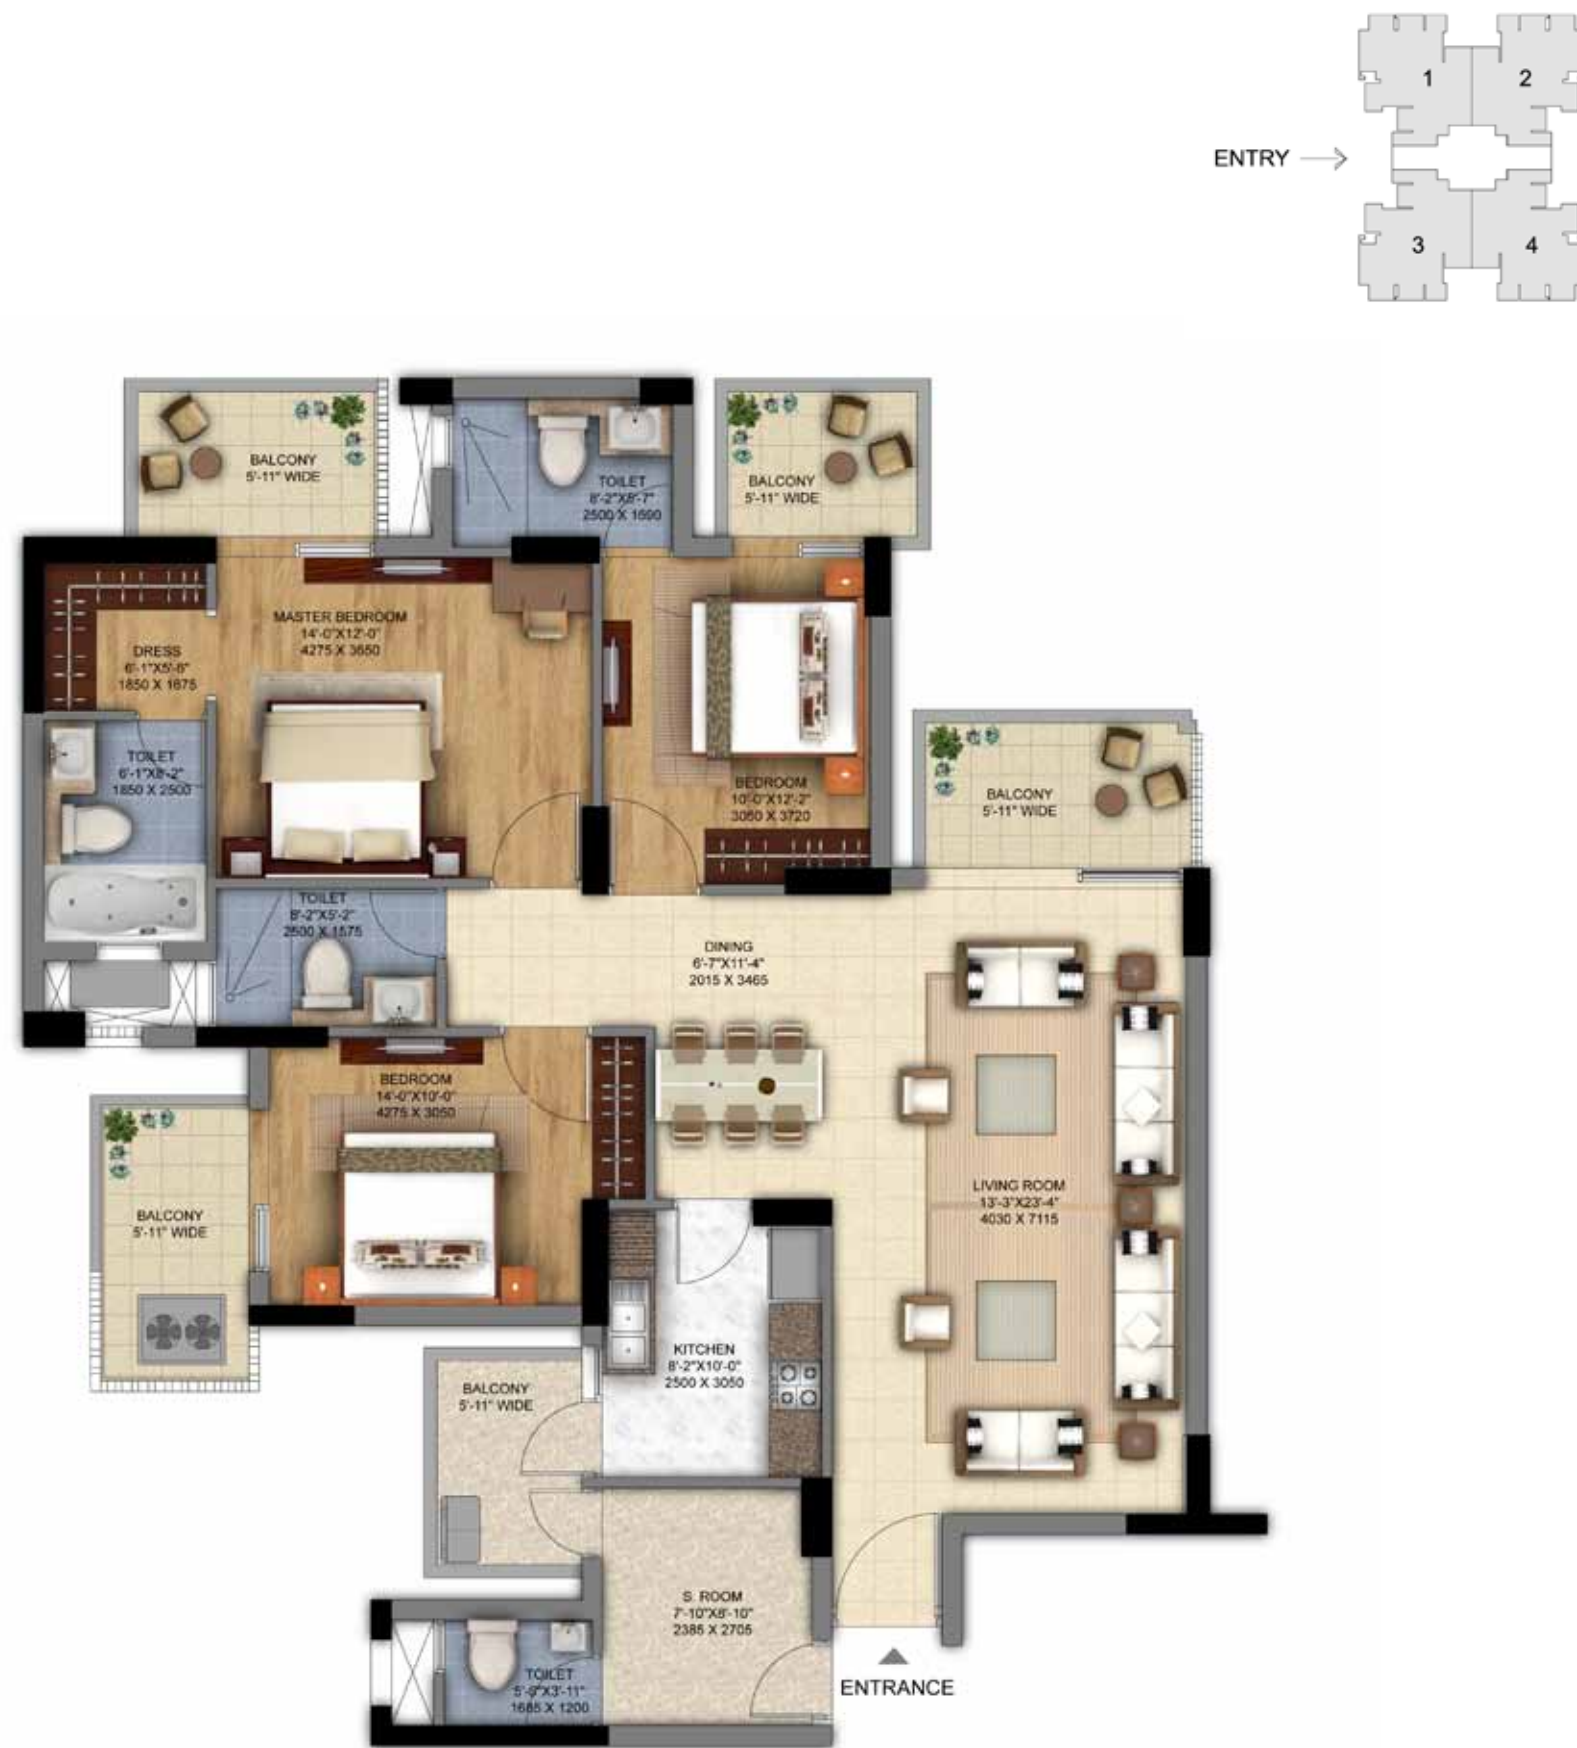 1
2
ENTRY
3
4
BALCONY
5'-11" WIDE
TOILET
8'-2"X8'-7"
2500 X 1690
BALCONY
5'-11" WIDE
MASTER BEDROOM
14'-0"X12'-0"
4275 X 3650
DRESS
6'-1"X5'-6"
1850 X 1675
TOILET
6'-1"X8'-2"
1850 X 2500
BEDROOM
10'-0"X12'-2"
3050 X 3720
BALCONY
5'-11" WIDE
TOILET
8'-2"X5'-2"
2500 X 1575
DINING
6'-7"X11'-4"
2015 X 3465
BEDROOM
14'-0"X10'-0"
4275 X 3050
LIVING ROOM
13'-3"X23'-4"
4030 X 7115
BALCONY
5'-11" WIDE
KITCHEN
8'-2"X10'-0"
2500 X 3050
BALCONY
5'-11" WIDE
S. ROOM
7'-10"X8'-10"
2385 X 2705
TOILET
5'-6"X3'-11"
1685 X 1200
ENTRANCE